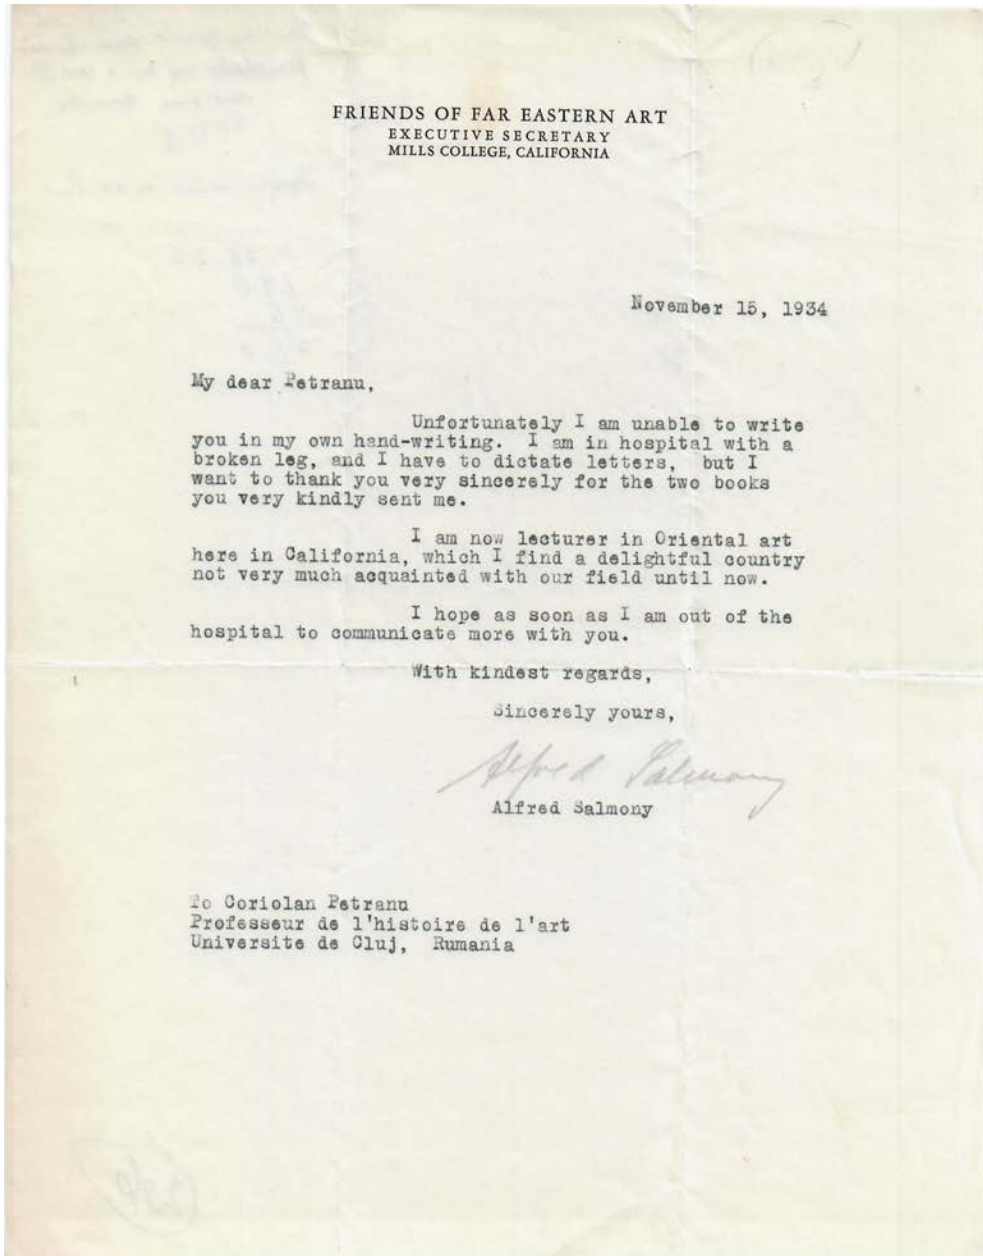 FRIENDS OF FAR EASTERN ART
EXECUTIVE SECRETARY
MILLS COLLEGE, CALIFORNIA
November 15, 1934
My dear Petranu,
Unfortunately I am unable to write
you in my own hand-writing. I am in hospital with a
broken leg, and I have to dictate letters, but I
want to thank you very sincerely for the two books
you very kindly sent me.
I am now lecturer in Oriental art
here in California, which I find a delightful country
not very much acquainted with our field until now.
I hope as soon as I am out of the
hospital to communicate more with you.
With kindest regards,
Sincerely yours,
Alfred Salmony
Alfred Salmony
To Coriolan Petranu
Professeur de l'histoire de l'art
Universite de Cluj, Rumania